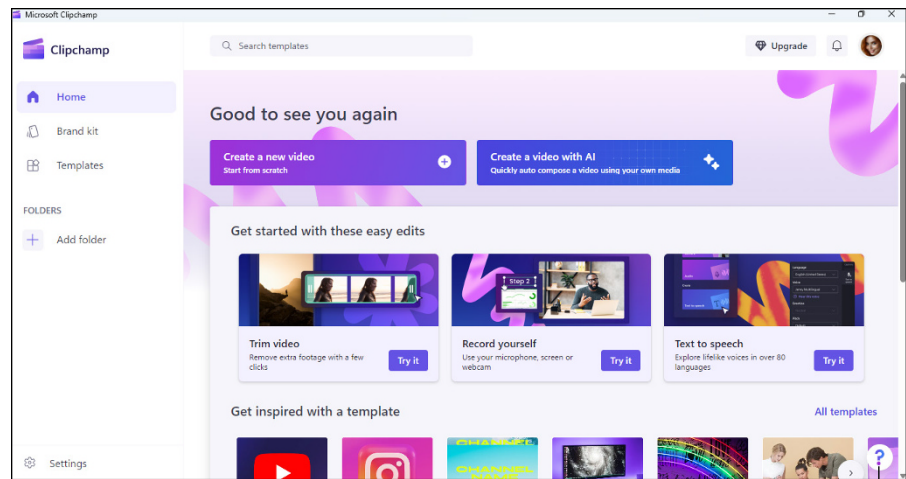 Microsoft Clipchamp
Clipchamp
Search templates
Upgrade
Home
Brand kit
Templates
FOLDERS
Add folder
Settings
Good to see you again
Create a new video
Start from scratch
Create a video with AI
Quickly auto compose a video using your own media
Get started with these easy edits
Trim video
Remove extra footage with a few
clicks
Try it
Step 2
Record yourself
Use your microphone, screen or
webcam
Try it
Text to speech
Explore lifelike voices in over 80
languages
Try it
Get inspired with a template
All templates
CHANNEL
CHANNEL
NAME
?